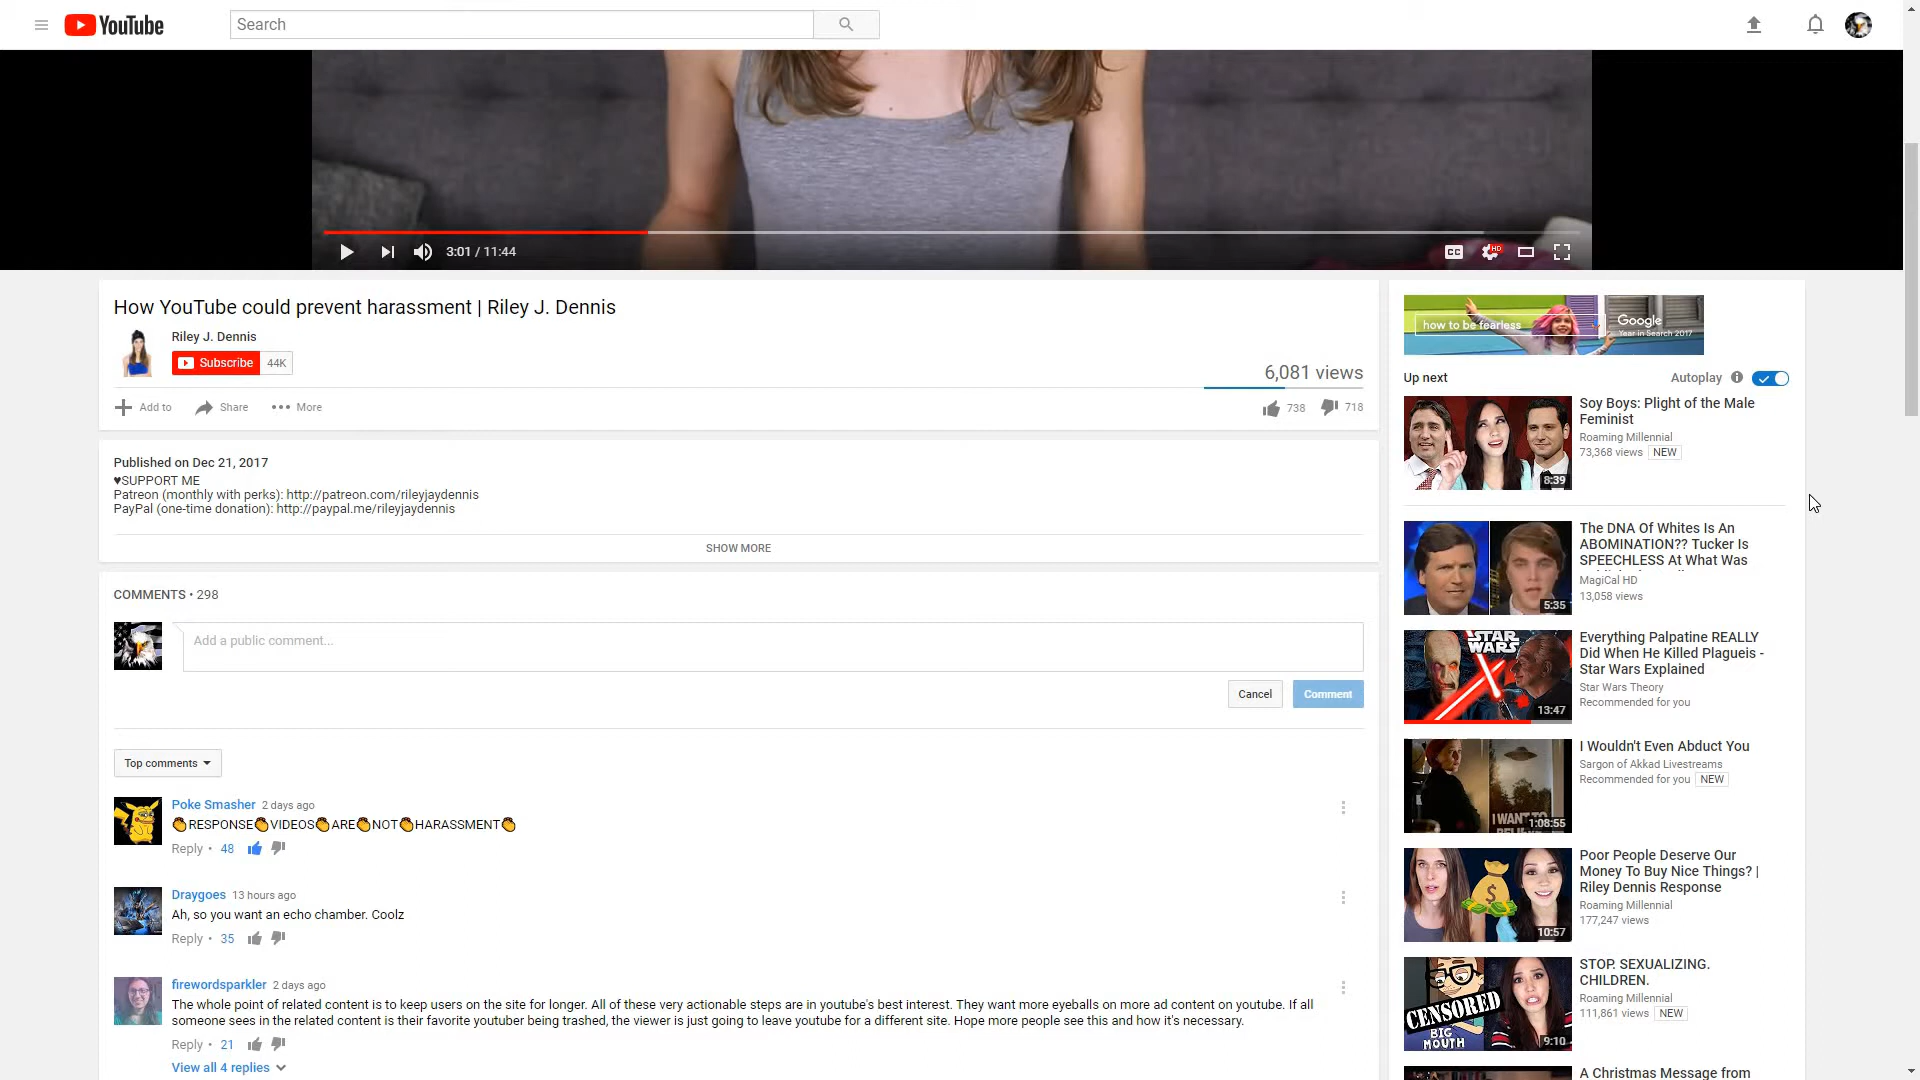 YouTube
Search
3:01 / 11:44
CC
HD
How YouTube could prevent harassment | Riley J. Dennis
Riley J. Dennis
Subscribe 44K
6,081 views
Add to Share More
738 718
Published on Dec 21, 2017
♥SUPPORT ME
Patreon (monthly with perks): http://patreon.com/rileyjaydennis
PayPal (one-time donation): http://paypal.me/rileyjaydennis
SHOW MORE
COMMENTS • 298
Add a public comment...
Cancel Comment
Top comments
Poke Smasher 2 days ago
👏RESPONSE👏VIDEOS👏ARE👏NOT👏HARASSMENT👏
Reply • 48
Draygoes 13 hours ago
Ah, so you want an echo chamber. Coolz
Reply • 35
firewordsparkler 2 days ago
The whole point of related content is to keep users on the site for longer. All of these very actionable steps are in youtube's best interest. They want more eyeballs on more ad content on youtube. If all
someone sees in the related content is their favorite youtuber being trashed, the viewer is just going to leave youtube for a different site. Hope more people see this and how it's necessary.
Reply • 21
View all 4 replies
how to be fearless
Google
Year in Search 2017
Up next
Autoplay
Soy Boys: Plight of the Male
Feminist
Roaming Millennial
73,368 views NEW
8:39
The DNA Of Whites Is An
ABOMINATION?? Tucker Is
SPEECHLESS At What Was
MagiCal HD
13,058 views
5:35
STAR
WARS
13:47
Everything Palpatine REALLY
Did When He Killed Plagueis -
Star Wars Explained
Star Wars Theory
Recommended for you
I WANT TO
1:08:55
I Wouldn't Even Abduct You
Sargon of Akkad Livestreams
Recommended for you NEW
$
10:57
Poor People Deserve Our
Money To Buy Nice Things? |
Riley Dennis Response
Roaming Millennial
177,247 views
CENSORED
BIG
MOUTH
9:10
STOP. SEXUALIZING.
CHILDREN.
Roaming Millennial
111,861 views NEW
A Christmas Message from